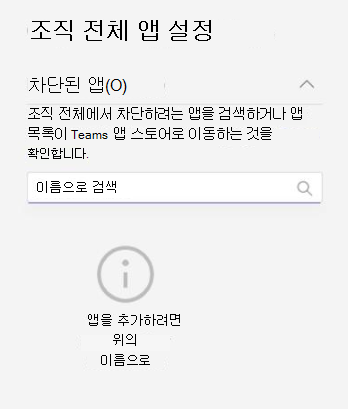 조직 전체 앱 설정
차단된 앱(O)
조직 전체에서 차단하려는 앱을 검색하거나 앱
목록이 Teams 앱 스토어로 이동하는 것을
확인합니다.
이름으로 검색
앱을 추가하려면
위의
이름으로